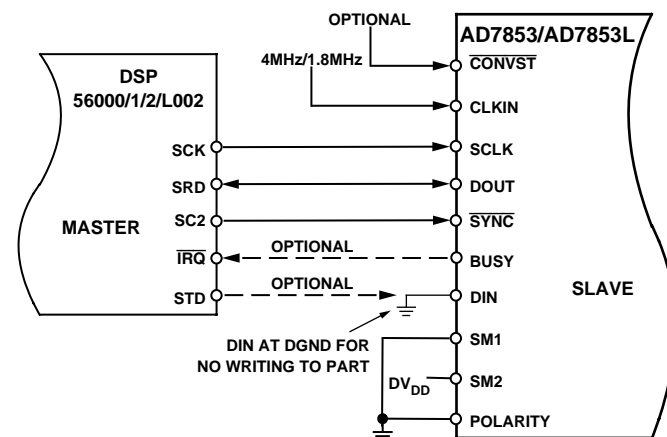 OPTIONAL
AD7853/AD7853L
4MHz/1.8MHz
CONVST
DSP
56000/1/2/L002
CLKIN
SCK
SCLK
SRD
DOUT
MASTER
SC2
SYNC
IRQ
OPTIONAL
BUSY
STD
OPTIONAL
DIN
SLAVE
DIN AT DGND FOR
NO WRITING TO PART
SM1
DVDD
SM2
POLARITY